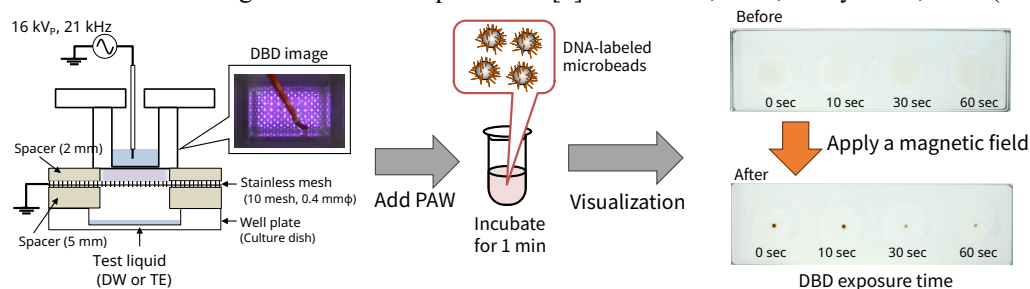 16 kVP, 21 kHz
DBD image
Spacer (2 mm)
Stainless mesh
(10 mesh, 0.4 mmϕ)
Well plate
(Culture dish)
Spacer (5 mm)
Test liquid
(DW or TE)
Add PAW
DNA-labeled
microbeads
Incubate
for 1 min
Visualization
Before
0 sec 10 sec 30 sec 60 sec
Apply a magnetic field
After
0 sec 10 sec 30 sec 60 sec
DBD exposure time